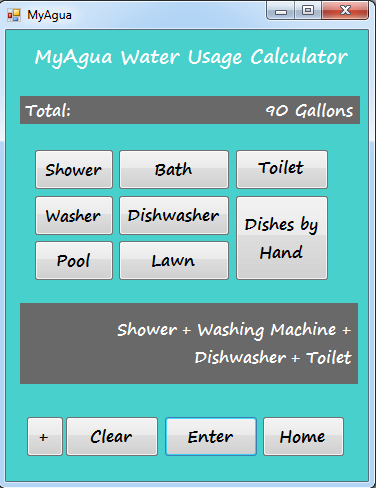 MyAgua
MyAgua Water Usage Calculator
Total: 90 Gallons
Shower Bath Toilet
Washer Dishwasher Dishes by
Hand
Pool Lawn
Shower + Washing Machine +
Dishwasher + Toilet
+ Clear Enter Home